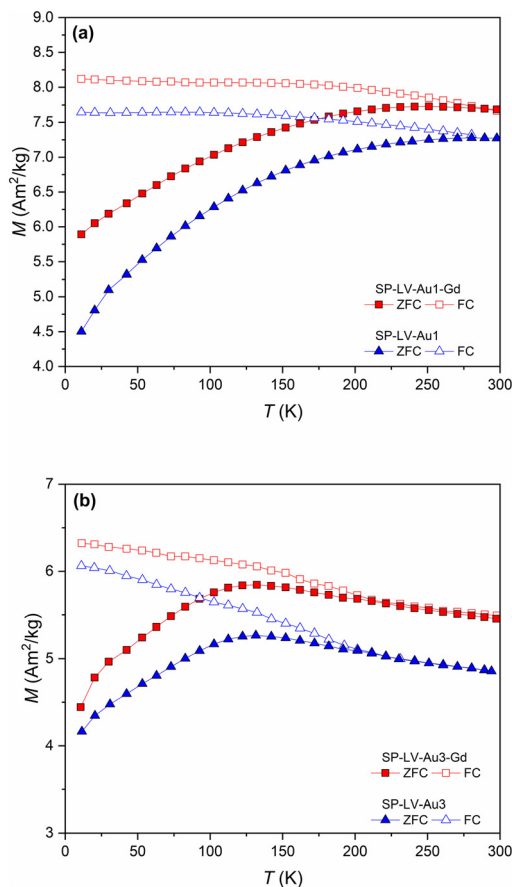 (a)
9.0
8.5
8.0
7.5
7.0
6.5
6.0
5.5
5.0
4.5
4.0
M (Am²/kg)
SP-LV-Au1-Gd
ZFC FC
SP-LV-Au1
ZFC FC
0 50 100 150 200 250 300
T (K)
(b)
7
6
5
4
3
M (Am²/kg)
SP-LV-Au3-Gd
ZFC FC
SP-LV-Au3
ZFC FC
0 50 100 150 200 250 300
T (K)